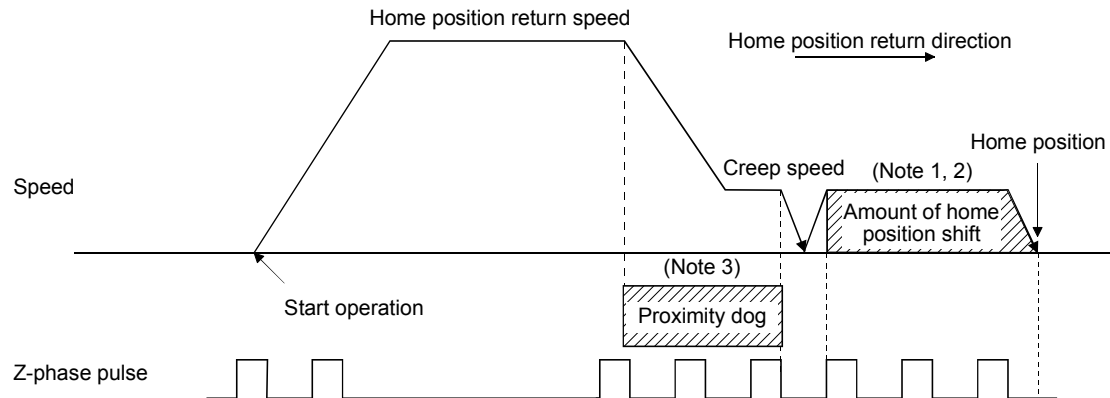 Home position return speed
Home position return direction
Home position
Creep speed
(Note 1, 2)
Speed
Amount of home
position shift
(Note 3)
Start operation
Proximity dog
Z-phase pulse